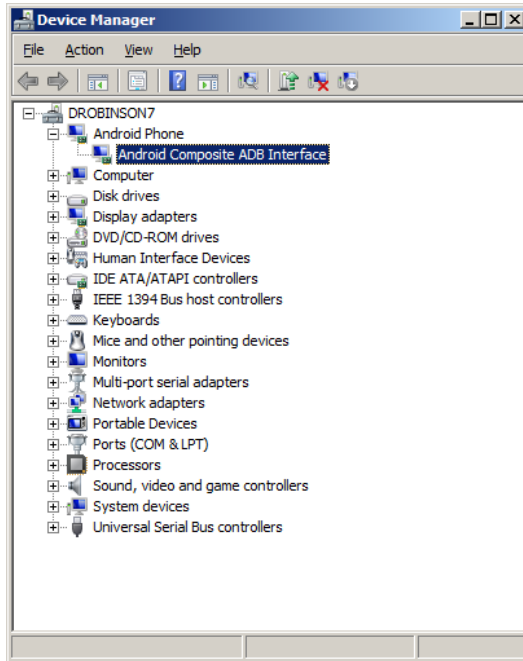 Device Manager
File Action View Help
DROBINSON7
Android Phone
Android Composite ADB Interface
Computer
Disk drives
Display adapters
DVD/CD-ROM drives
Human Interface Devices
IDE ATA/ATAPI controllers
IEEE 1394 Bus host controllers
Keyboards
Mice and other pointing devices
Monitors
Multi-port serial adapters
Network adapters
Portable Devices
Ports (COM & LPT)
Processors
Sound, video and game controllers
System devices
Universal Serial Bus controllers